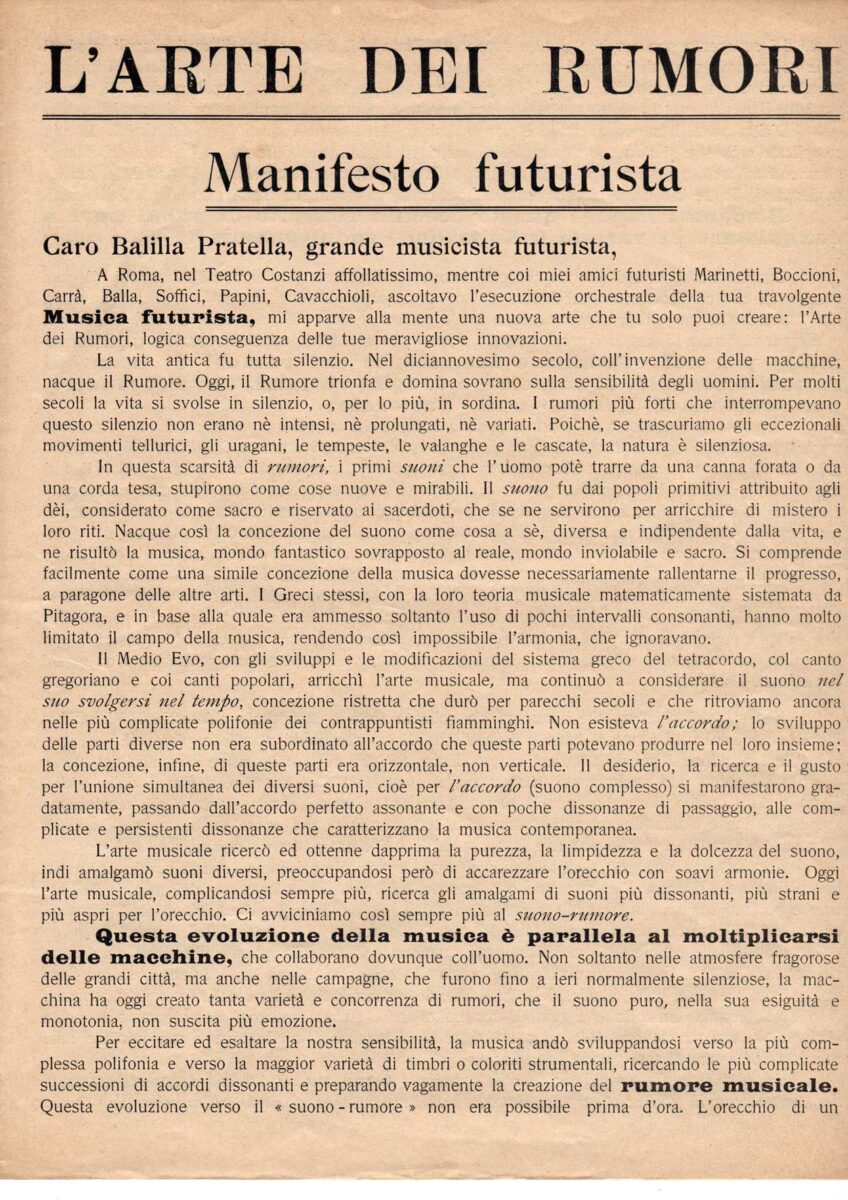 L'ARTE DEI RUMORI
Manifesto futurista
Caro Balilla Pratella, grande musicista futurista,
A Roma, nel Teatro Costanzi affollatissimo, mentre coi miei amici futuristi Marinetti, Boccioni,
Carrà, Balla, Soffici, Papini, Cavacchioli, ascoltavo l'esecuzione orchestrale della tua travolgente
Musica futurista, mi apparve alla mente una nuova arte che tu solo puoi creare: l'Arte
dei Rumori, logica conseguenza delle tue meravigliose innovazioni.
La vita antica fu tutta silenzio. Nel diciannovesimo secolo, coll'invenzione delle macchine,
nacque il Rumore. Oggi, il Rumore trionfa e domina sovrano sulla sensibilità degli uomini. Per molti
secoli la vita si svolse in silenzio, o, per lo più, in sordina. I rumori più forti che interrompevano
questo silenzio non erano nè intensi, nè prolungati, nè variati. Poichè, se trascuriamo gli eccezionali
movimenti tellurici, gli uragani, le tempeste, le valanghe e le cascate, la natura è silenziosa.
In questa scarsità di rumori, i primi suoni che l'uomo potè trarre da una canna forata o da
una corda tesa, stupirono come cose nuove e mirabili. Il suono fu dai popoli primitivi attribuito agli
dèi, considerato come sacro e riservato ai sacerdoti, che se ne servirono per arricchire di mistero i
loro riti. Nacque così la concezione del suono come cosa a sè, diversa e indipendente dalla vita, e
ne risultò la musica, mondo fantastico sovrapposto al reale, mondo inviolabile e sacro. Si comprende
facilmente come una simile concezione della musica dovesse necessariamente rallentarne il progresso,
a paragone delle altre arti. I Greci stessi, con la loro teoria musicale matematicamente sistemata da
Pitagora, e in base alla quale era ammesso soltanto l'uso di pochi intervalli consonanti, hanno molto
limitato il campo della musica, rendendo così impossibile l'armonia, che ignoravano.
Il Medio Evo, con gli sviluppi e le modificazioni del sistema greco del tetracordo, col canto
gregoriano e coi canti popolari, arricchì l'arte musicale, ma continuò a considerare il suono nel
suo svolgersi nel tempo, concezione ristretta che durò per parecchi secoli e che ritroviamo ancora
nelle più complicate polifonie dei contrappuntisti fiamminghi. Non esisteva l'accordo; lo sviluppo
delle parti diverse non era subordinato all'accordo che queste parti potevano produrre nel loro insieme;
la concezione, infine, di queste parti era orizzontale, non verticale. Il desiderio, la ricerca e il gusto
per l'unione simultanea dei diversi suoni, cioè per l'accordo (suono complesso) si manifestarono gra-
datamente, passando dall'accordo perfetto assonante e con poche dissonanze di passaggio, alle com-
plicate e persistenti dissonanze che caratterizzano la musica contemporanea.
L'arte musicale ricercò ed ottenne dapprima la purezza, la limpidezza e la dolcezza del suono,
indi amalgamò suoni diversi, preoccupandosi però di accarezzare l'orecchio con soavi armonie. Oggi
l'arte musicale, complicandosi sempre più, ricerca gli amalgami di suoni più dissonanti, più strani e
più aspri per l'orecchio. Ci avviciniamo così sempre più al suono-rumore.
Questa evoluzione della musica è parallela al moltiplicarsi
delle macchine, che collaborano dovunque coll'uomo. Non soltanto nelle atmosfere fragorose
delle grandi città, ma anche nelle campagne, che furono fino a ieri normalmente silenziose, la mac-
china ha oggi creato tanta varietà e concorrenza di rumori, che il suono puro, nella sua esiguità e
monotonia, non suscita più emozione.
Per eccitare ed esaltare la nostra sensibilità, la musica andò sviluppandosi verso la più com-
plessa polifonia e verso la maggior varietà di timbri o coloriti strumentali, ricercando le più complicate
successioni di accordi dissonanti e preparando vagamente la creazione del rumore musicale.
Questa evoluzione verso il « suono - rumore » non era possibile prima d'ora. L'orecchio di un